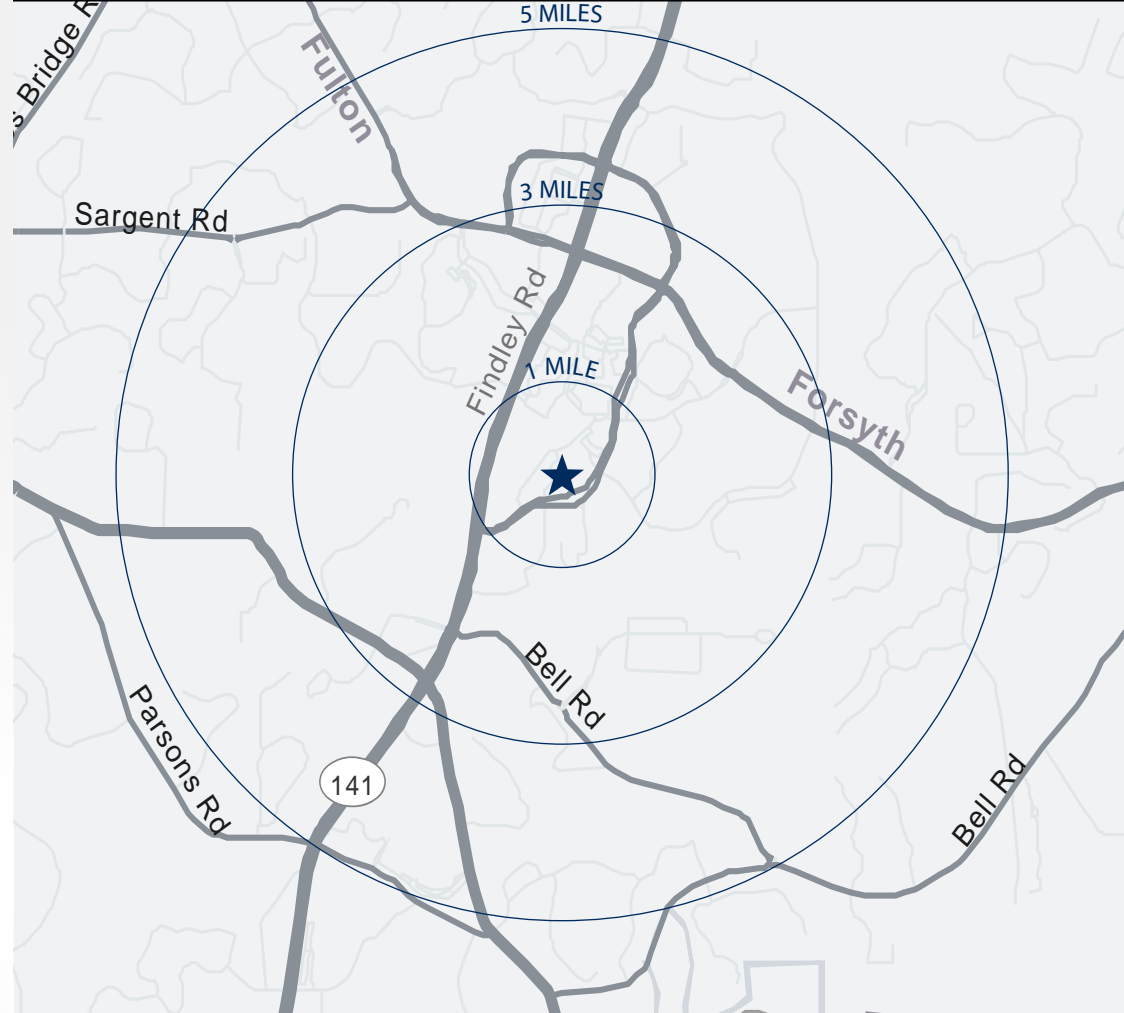 5 MILES
s Bridge R
Fulton
3 MILES
Sargent Rd
Findley Rd
1 MILE
Forsyth
Bell Rd
Parsons Rd
141
Bell Rd